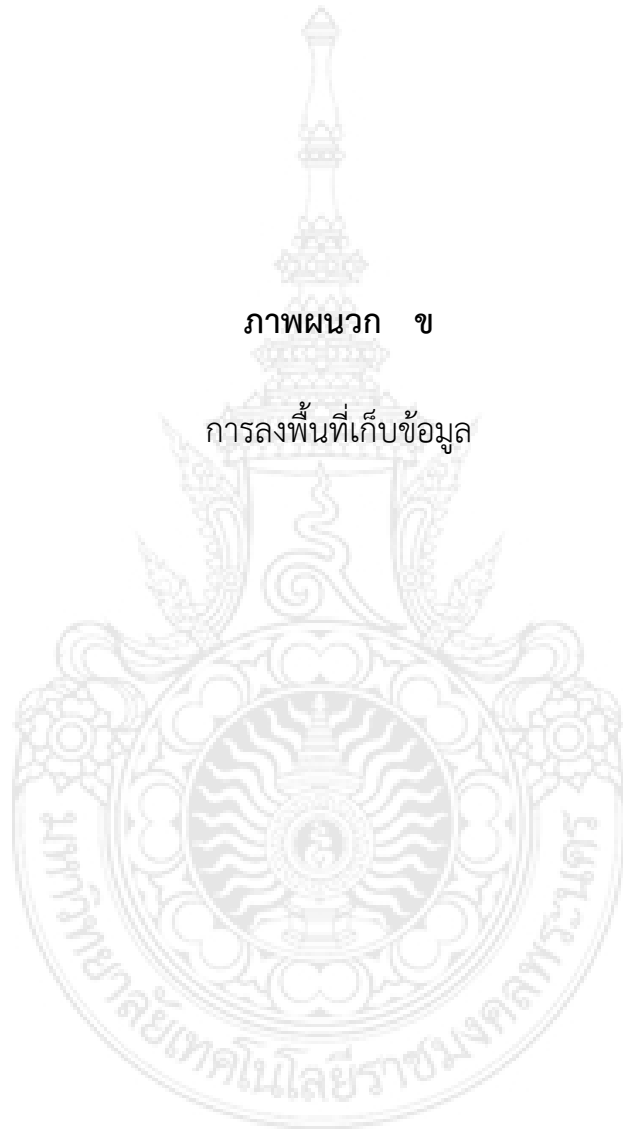 ภาพผนวก ข
การลงพื้นที่เก็บข้อมูล
มหาวิทยาลัยเทคโนโลยีราชมงคลพระนคร